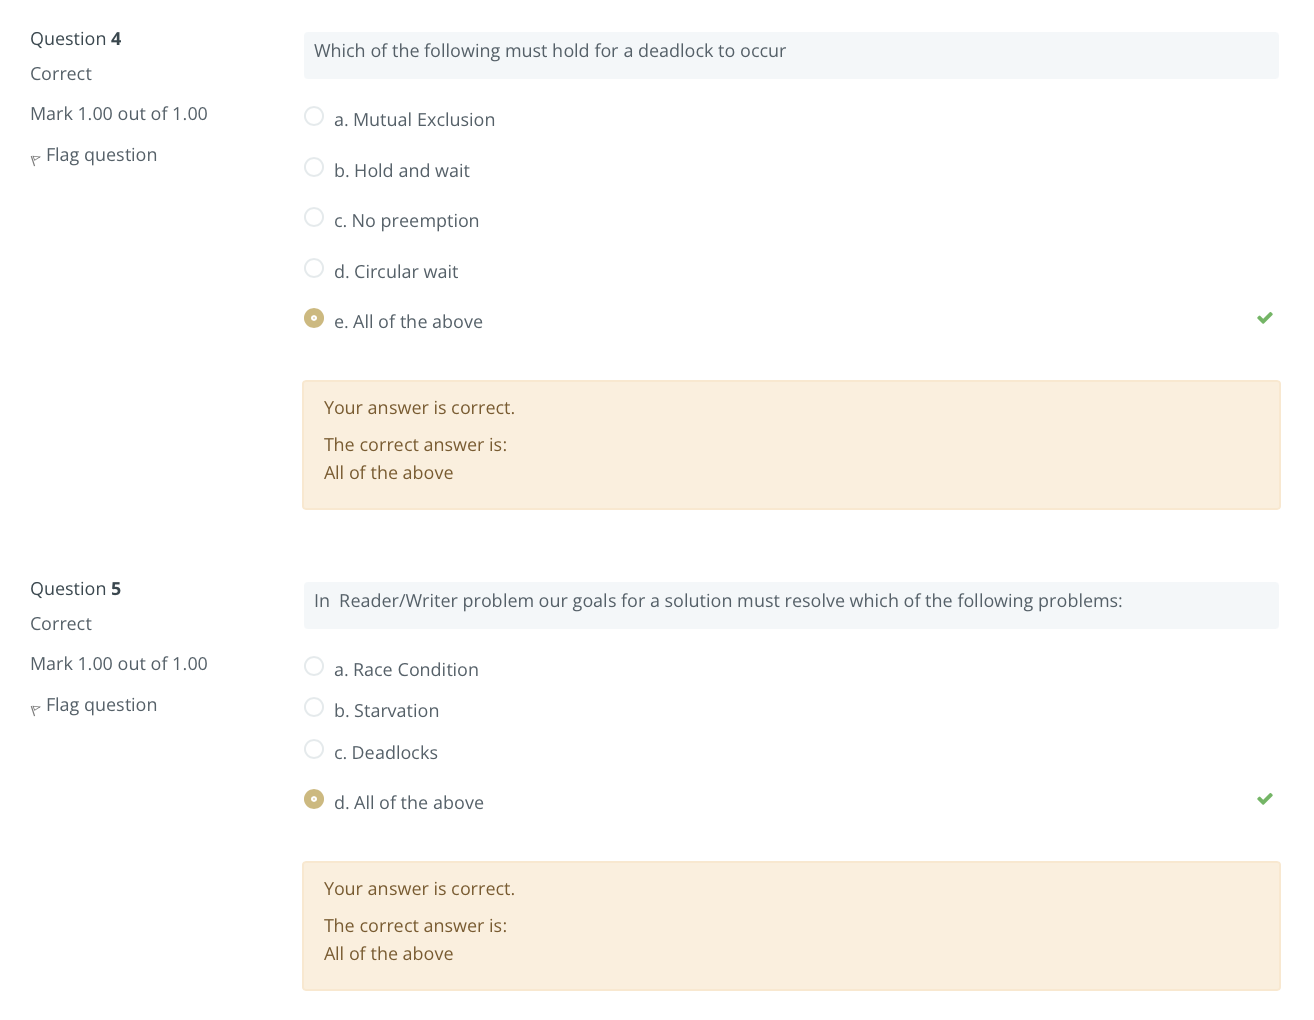 Question 4
Correct
Mark 1.00 out of 1.00
Flag question
Which of the following must hold for a deadlock to occur
a. Mutual Exclusion
b. Hold and wait
c. No preemption
d. Circular wait
e. All of the above
Your answer is correct.
The correct answer is:
All of the above
Question 5
Correct
Mark 1.00 out of 1.00
Flag question
In  Reader/Writer problem our goals for a solution must resolve which of the following problems:
a. Race Condition
b. Starvation
c. Deadlocks
d. All of the above
Your answer is correct.
The correct answer is:
All of the above